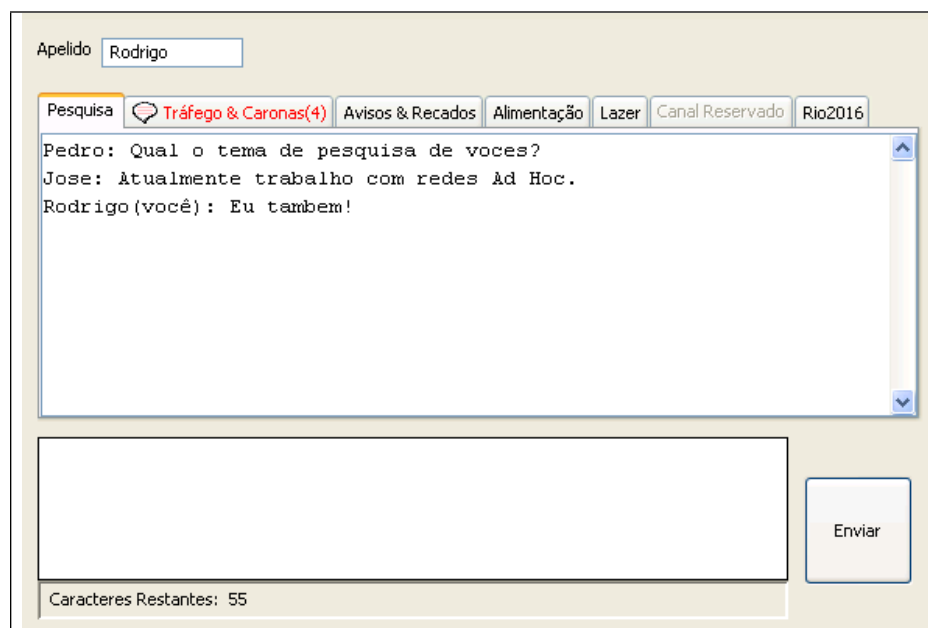 Apelido Rodrigo
Pesquisa Tráfego & Caronas(4) Avisos & Recados Alimentação Lazer Canal Reservado Rio2016
Pedro: Qual o tema de pesquisa de voces?
Jose: Atualmente trabalho com redes Ad Hoc.
Rodrigo(você): Eu tambem!
Enviar
Caracteres Restantes: 55